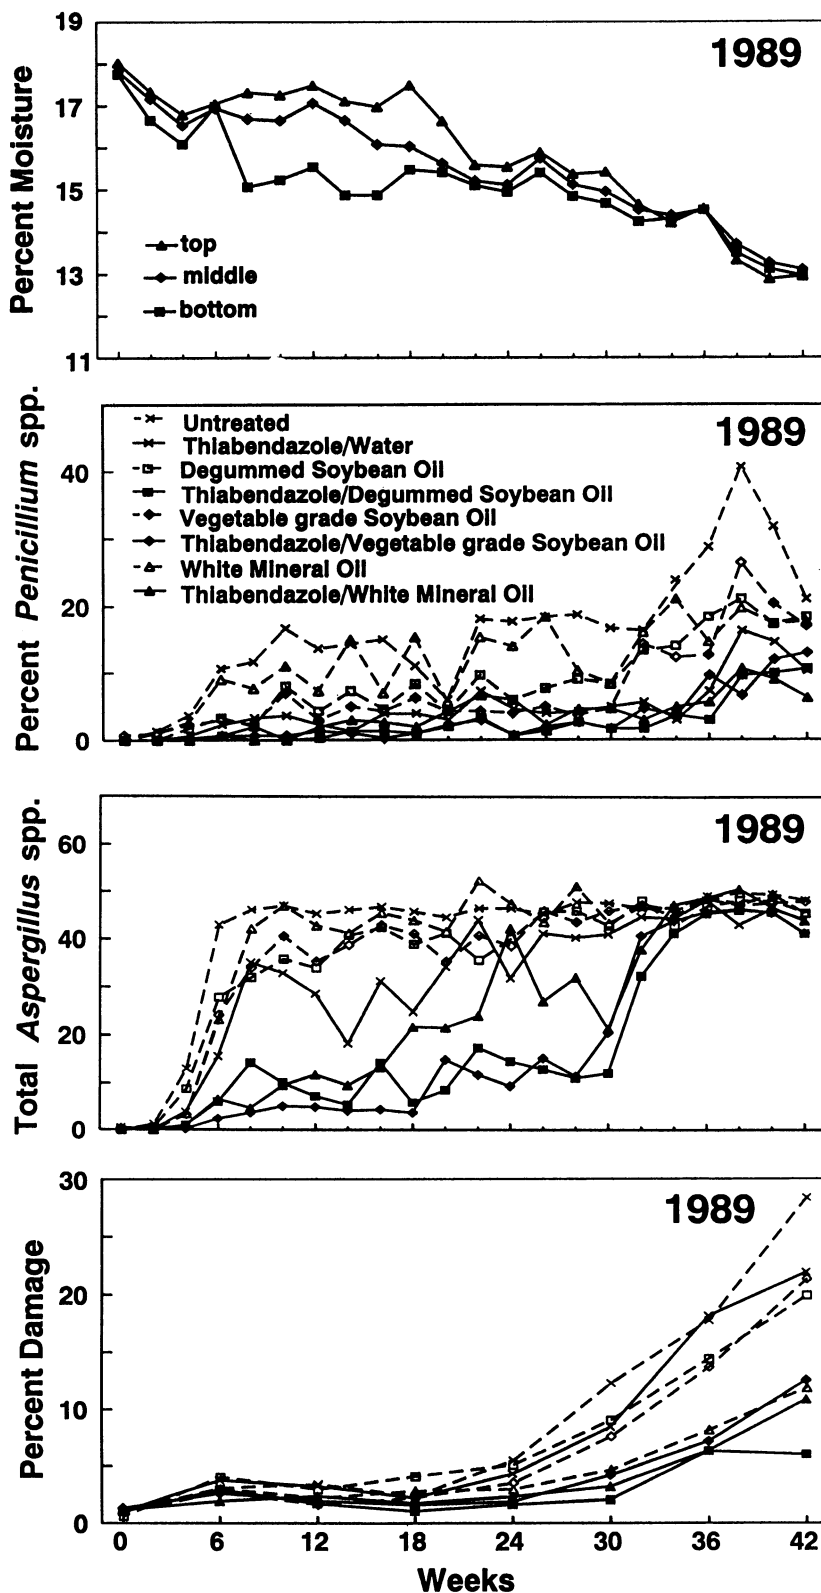 19
17
15
13
11
Percent Moisture
1989
top
middle
bottom
40
20
0
Percent Penicillium spp.
1989
Untreated
Thiabendazole/Water
Degummed Soybean Oil
Thiabendazole/Degummed Soybean Oil
Vegetable grade Soybean Oil
Thiabendazole/Vegetable grade Soybean Oil
White Mineral Oil
Thiabendazole/White Mineral Oil
60
40
20
0
Total Aspergillus spp.
1989
30
20
10
0
Percent Damage
1989
0 6 12 18 24 30 36 42
Weeks